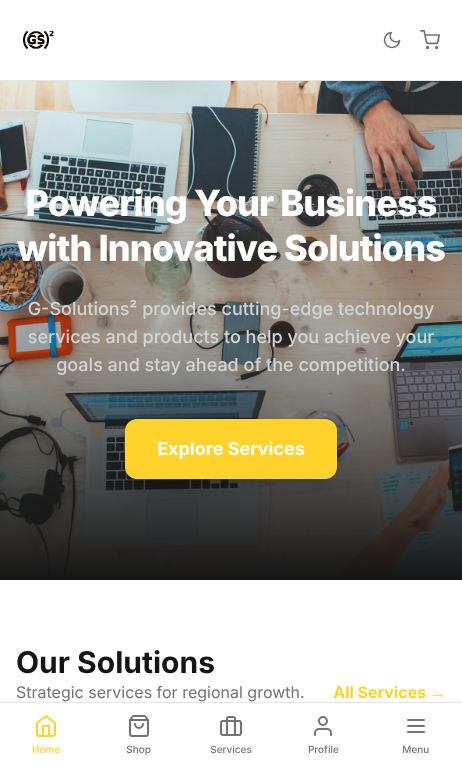 (GS)²
Powering Your Business
with Innovative Solutions
G-Solutions² provides cutting-edge technology
services and products to help you achieve your
goals and stay ahead of the competition.
Explore Services
Our Solutions
Strategic services for regional growth.
All Services →
Home
Shop
Services
Profile
Menu